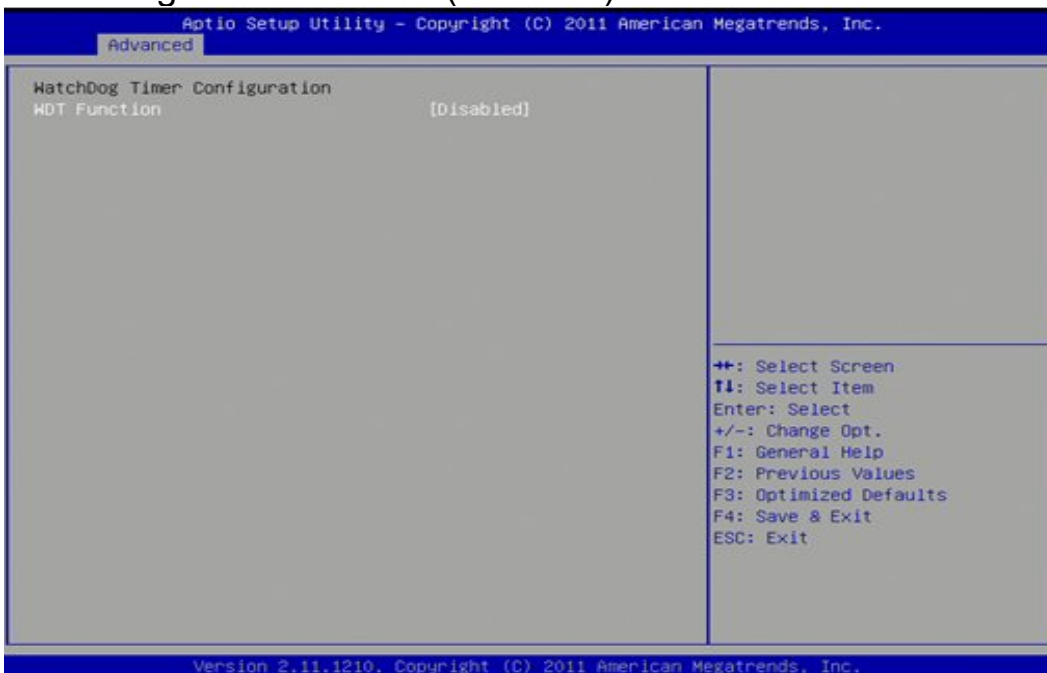 Aptio Setup Utility – Copyright (C) 2011 American Megatrends, Inc.
Advanced
WatchDog Timer Configuration
WDT Function [Disabled]
→←: Select Screen
↑↓: Select Item
Enter: Select
+/-: Change Opt.
F1: General Help
F2: Previous Values
F3: Optimized Defaults
F4: Save & Exit
ESC: Exit
Version 2.11.1210. Copyright (C) 2011 American Megatrends, Inc.